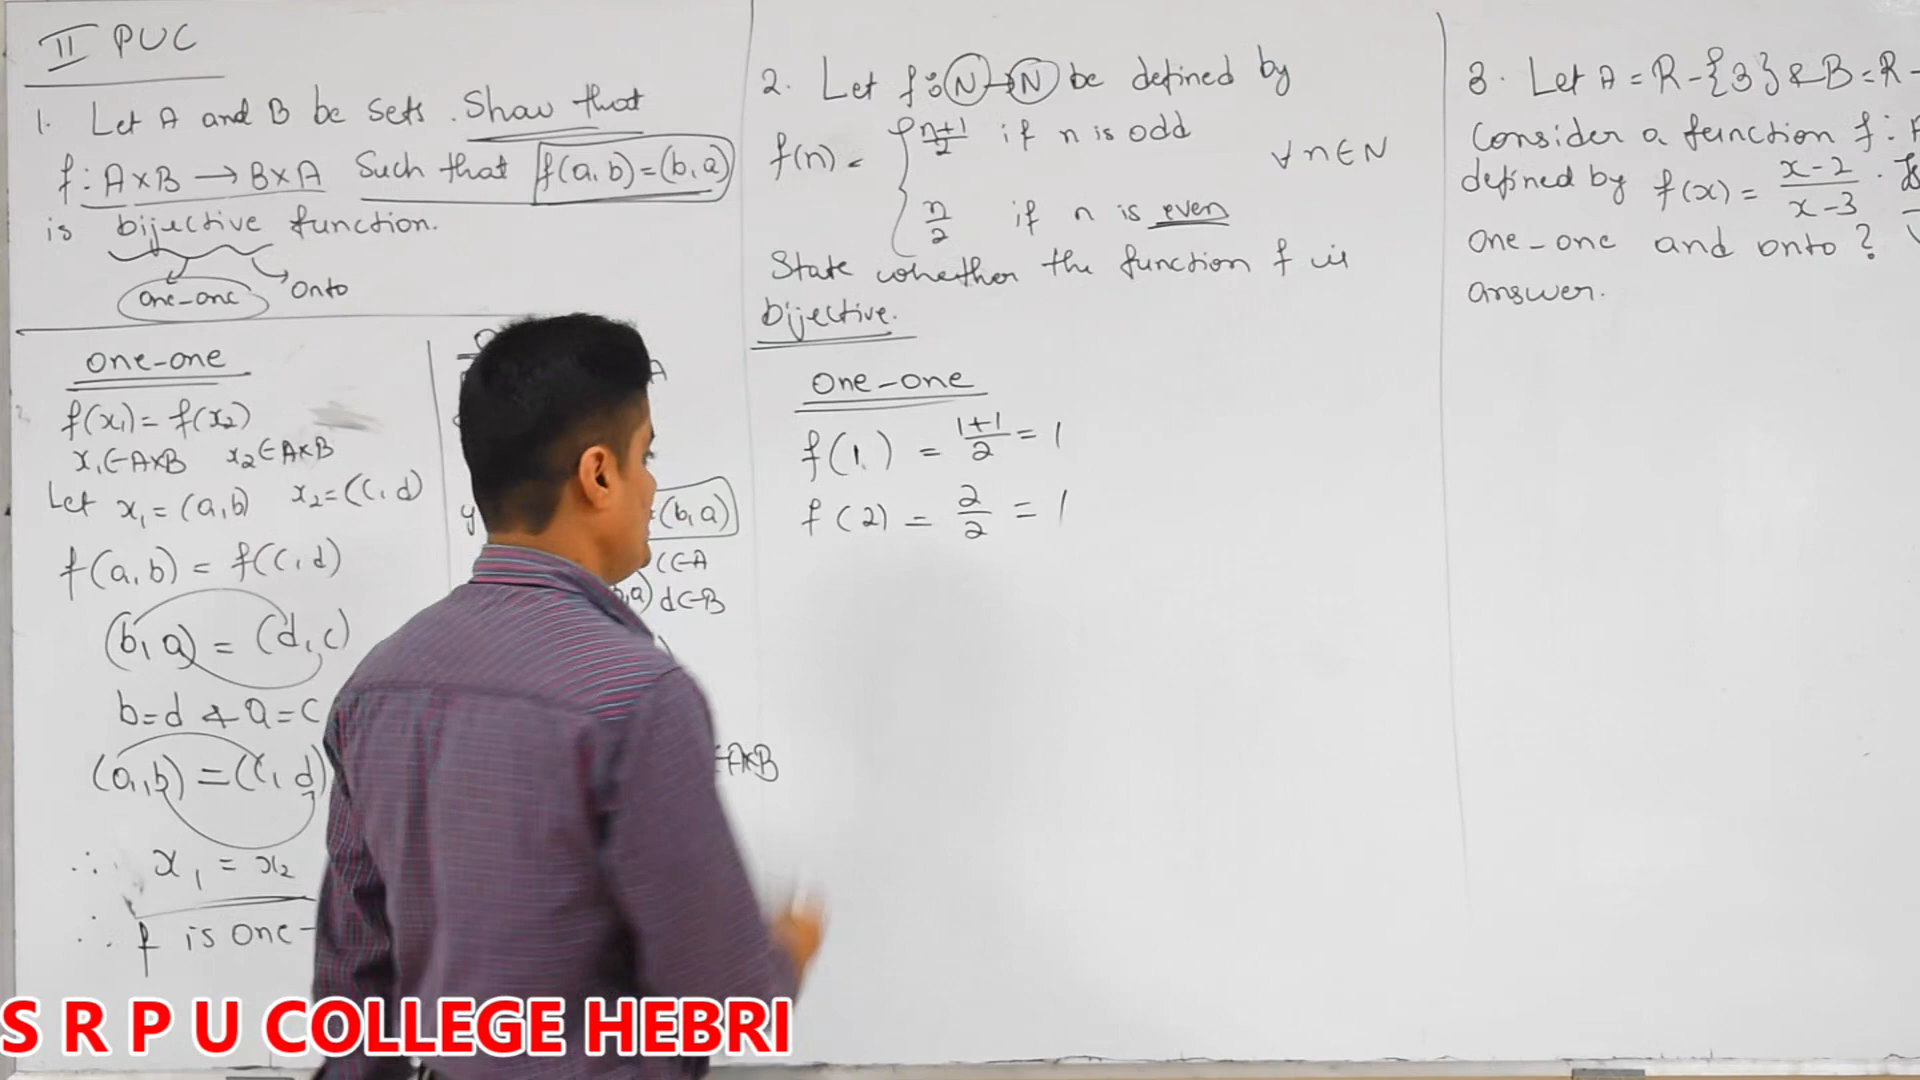 II PUC
1. Let A and B be sets. Show that
f: A×B → B×A such that f(a,b)=(b,a)
is bijective function.
one-one
onto
one-one
f(x₁) = f(x₂)
x₁∈A×B x₂∈A×B
Let x₁ = (a,b) x₂=(c,d)
f(a,b) = f(c,d)
(b,a) = (d,c)
b=d & a=c
(a,b) = (c,d)
∴ x₁ = x₂
∴ f is one-
A
y
=(b,a)
c∈A
b,a) d∈B
∈A×B
2. Let f: N→N be defined by
f(n) = { n+1/2 if n is odd
∀ n∈N
n/2 if n is even
State whether the function f is
bijective.
One-one
f(1) = 1+1/2 = 1
f(2) = 2/2 = 1
3. Let A = R-{3} & B = R-
Consider a function f:
defined by f(x) = x-2/x-3.
one-one and onto?
answer.
S R P U COLLEGE HEBRI